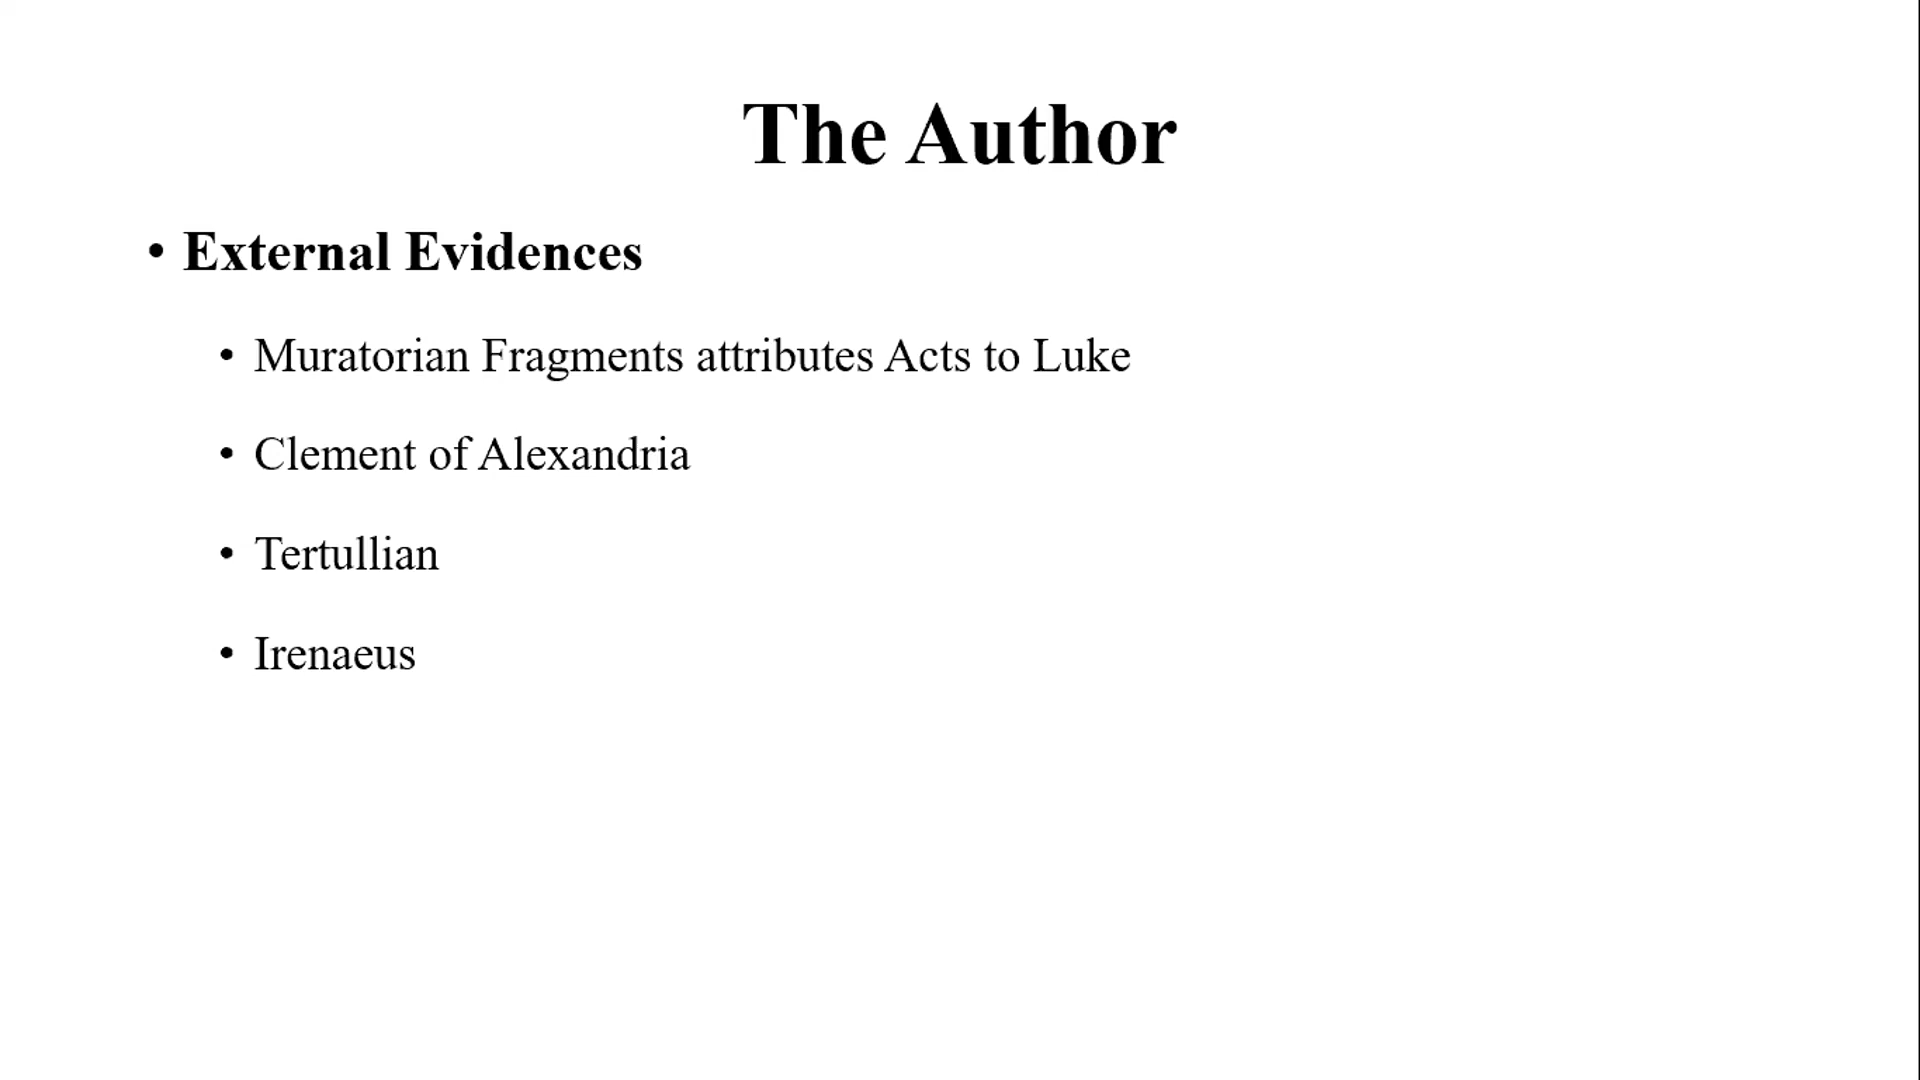 The Author
• External Evidences
• Muratorian Fragments attributes Acts to Luke
• Clement of Alexandria
• Tertullian
• Irenaeus